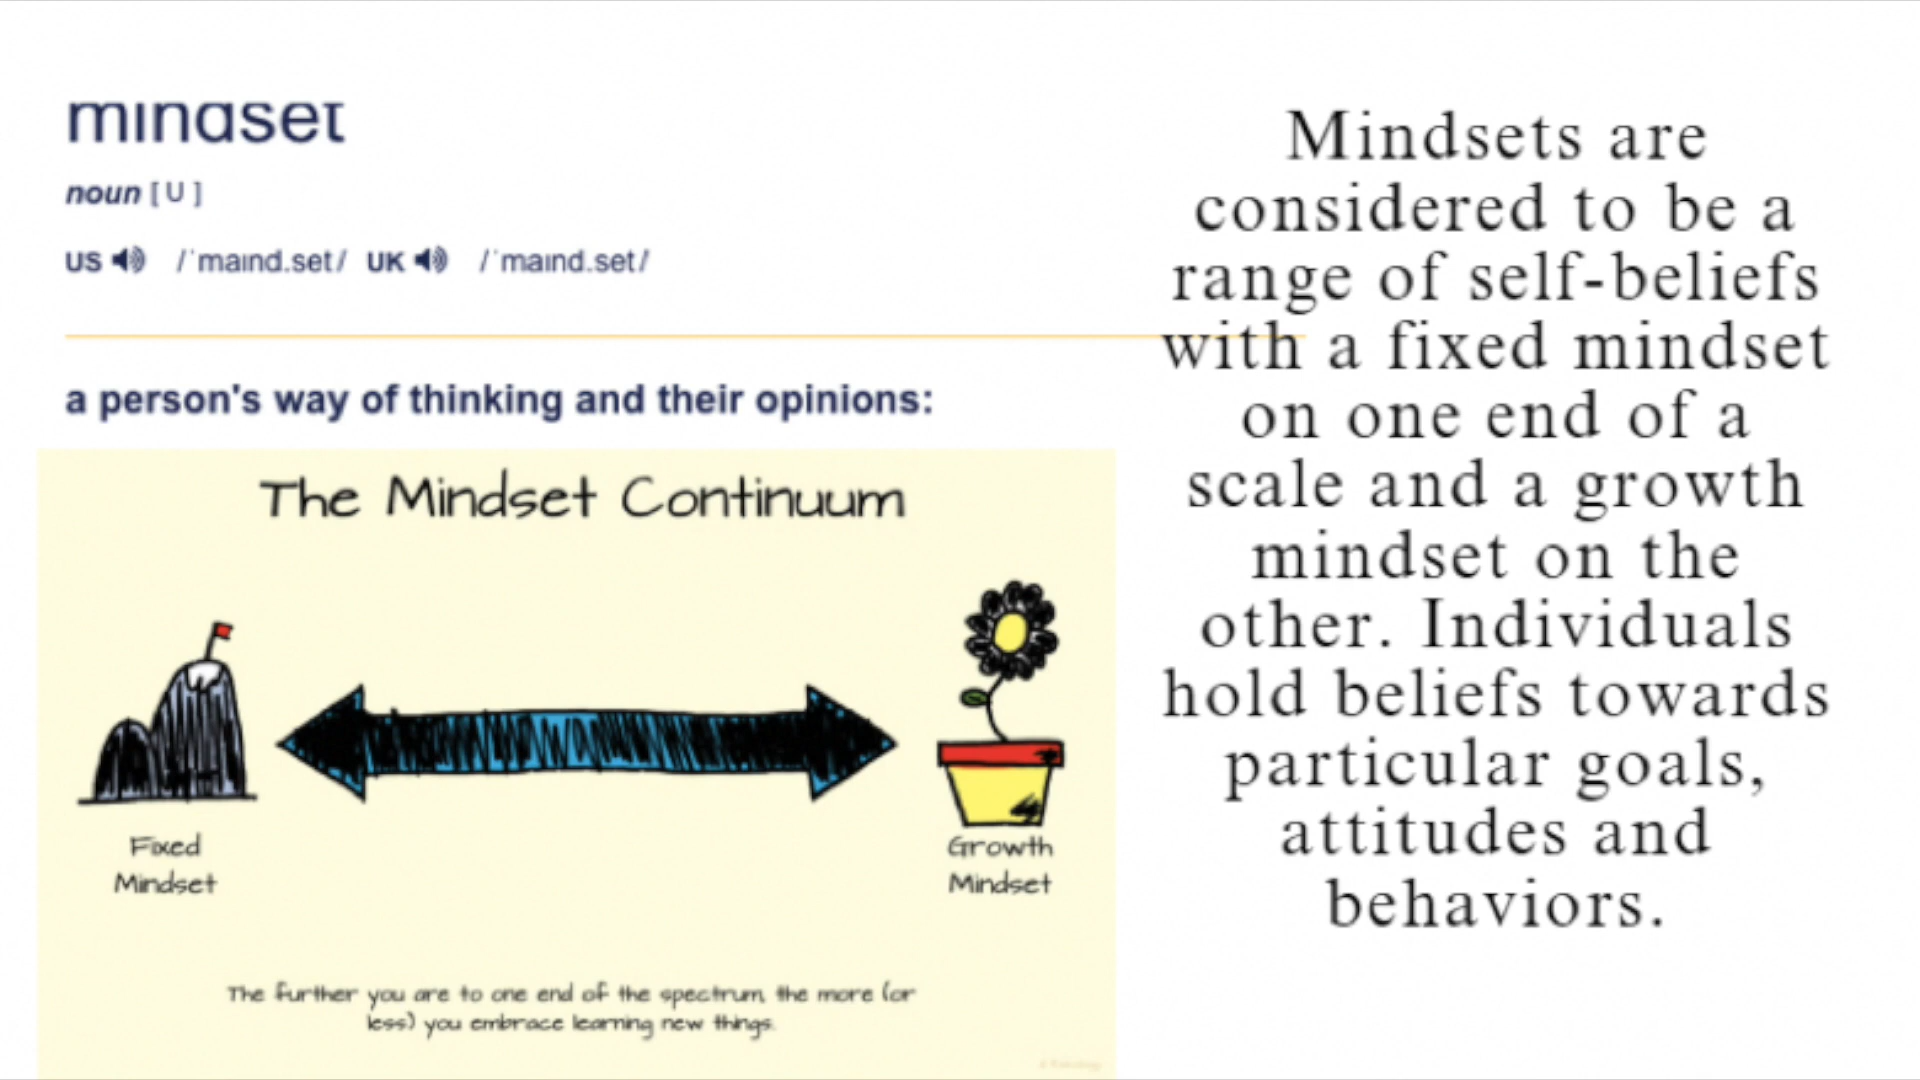 mindset
noun [ U ]
US /ˈmaɪnd.set/ UK /ˈmaɪnd.set/
a person's way of thinking and their opinions:
The Mindset Continuum
Fixed
Mindset
Growth
Mindset
The further you are to one end of the spectrum, the more (or
less) you embrace learning new things.
Mindsets are
considered to be a
range of self-beliefs
with a fixed mindset
on one end of a
scale and a growth
mindset on the
other. Individuals
hold beliefs towards
particular goals,
attitudes and
behaviors.